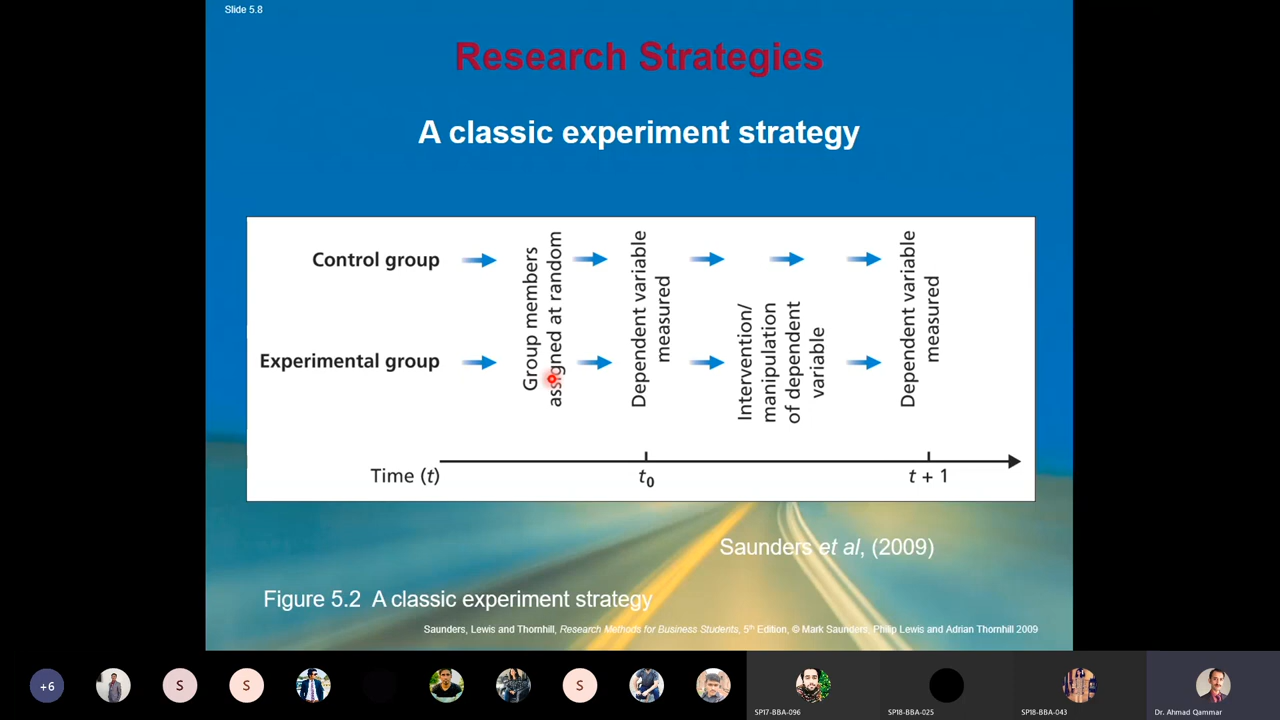 Slide 5.8
Research Strategies
A classic experiment strategy
Control group
Experimental group
Group members
assigned at random
Dependent variable
measured
Intervention/
manipulation
of dependent
variable
Dependent variable
measured
Time (t)
t0
t + 1
Saunders et al, (2009)
Figure 5.2 A classic experiment strategy
Saunders, Lewis and Thornhill, Research Methods for Business Students, 5th Edition, © Mark Saunders, Philip Lewis and Adrian Thornhill 2009
+6
S
S
S
SP17-BBA-096
SP18-BBA-025
SP18-BBA-043
Dr. Ahmad Qammar